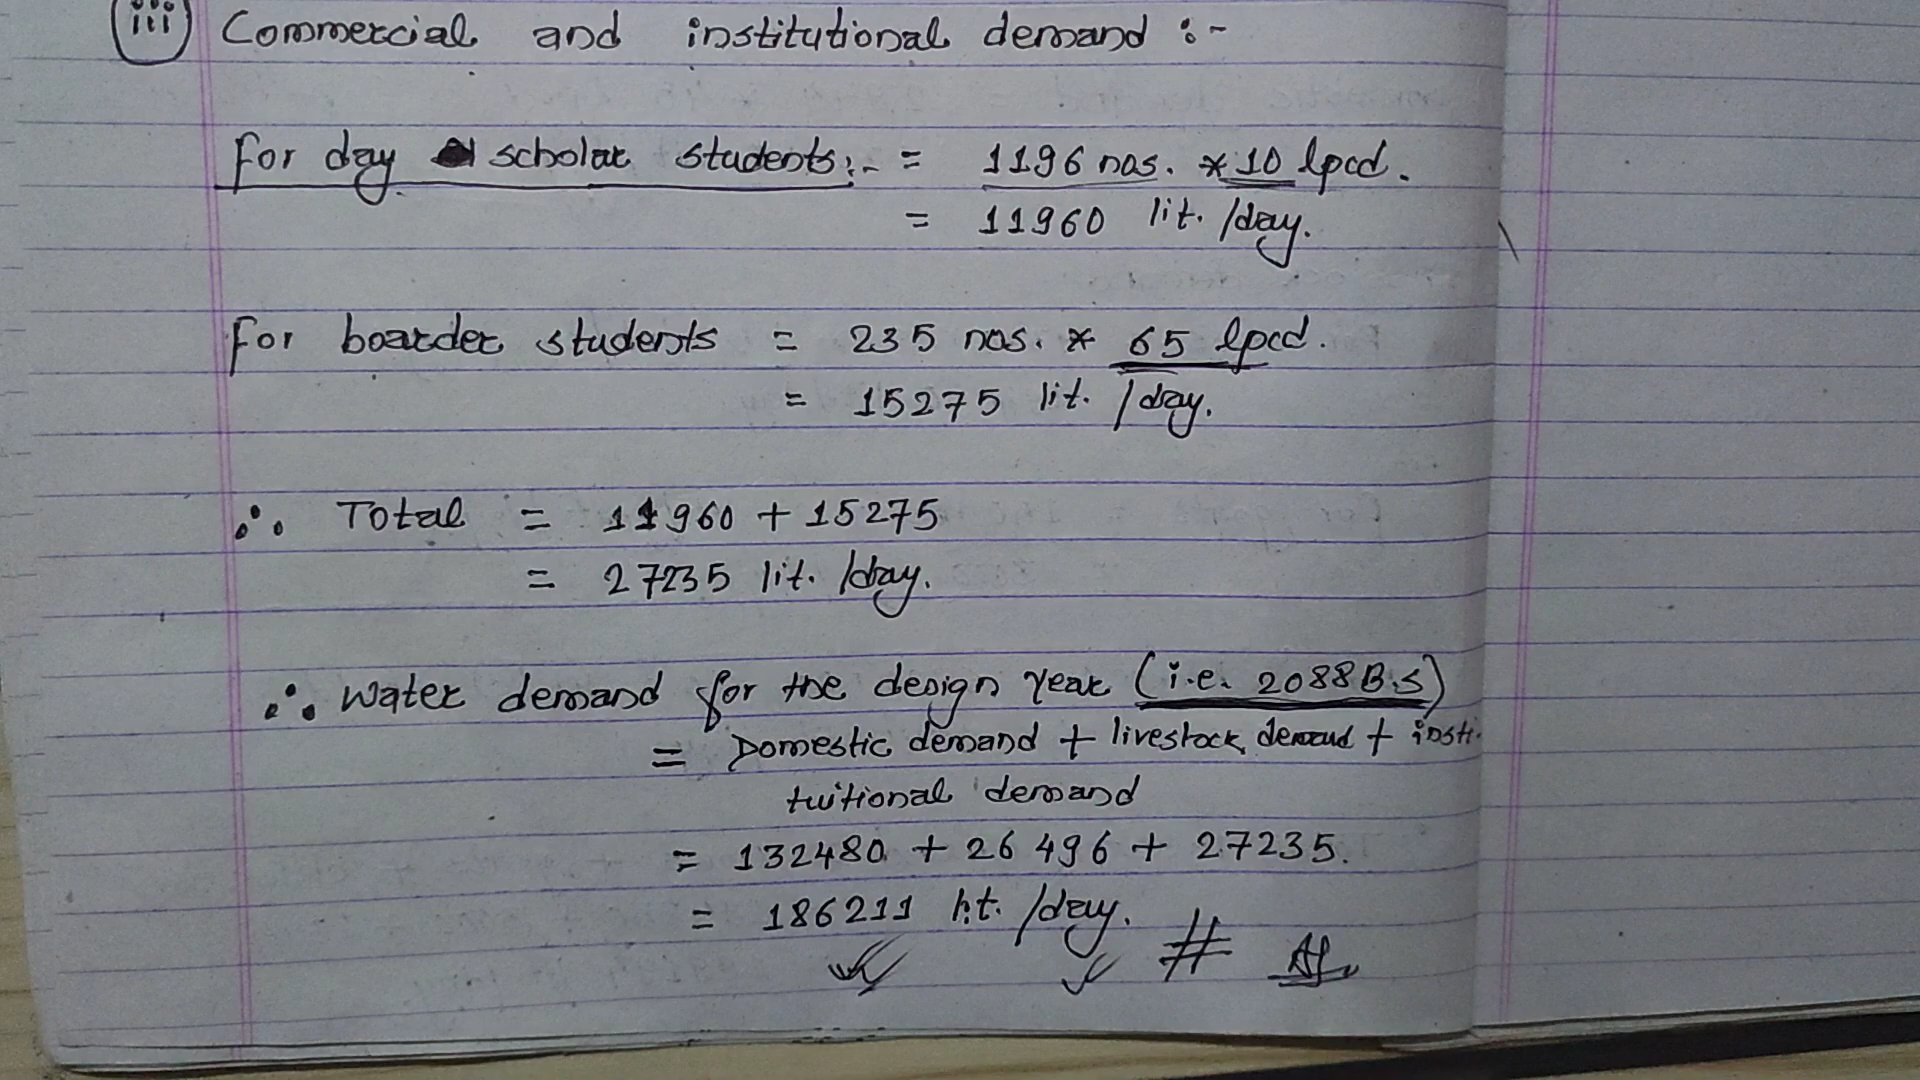 (iii) Commercial and institutional demand :-
for day scholar students:- = 1196 nos. * 10 lpcd.
= 11960 lit. /day.
for boarder students = 235 nos. * 65 lpcd.
= 15275 lit. /day.
∴ Total = 11960 + 15275
= 27235 lit. /day.
∴ Water demand for the design year (i.e. 2088 B.S)
= Domestic demand + livestock demand + insti-
tuitional demand
= 132480 + 26496 + 27235.
= 186211 lit. /day. #